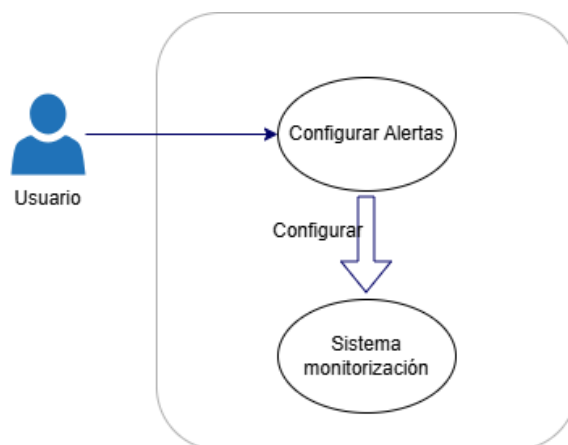 Configurar Alertas
Usuario
Configurar
Sistema
monitorización